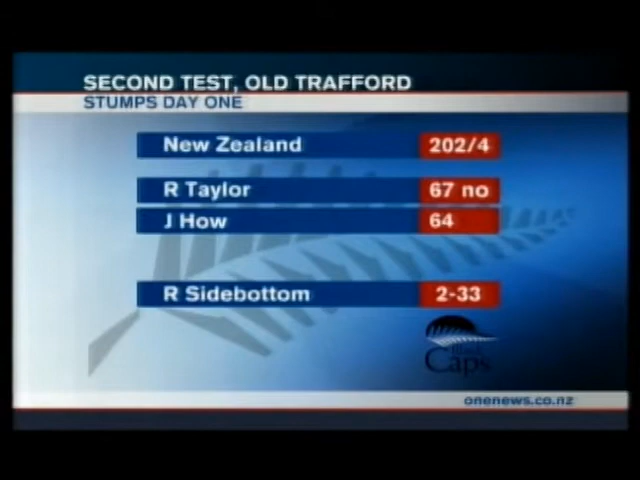 SECOND TEST, OLD TRAFFORD
STUMPS DAY ONE
New Zealand 202/4
R Taylor 67 no
J How 64
R Sidebottom 2-33
Caps
onenews.co.nz